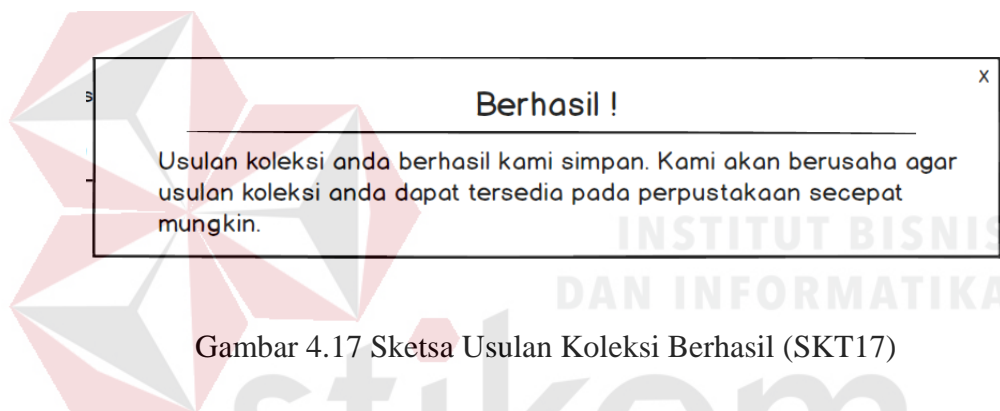 x
Berhasil !
Usulan koleksi anda berhasil kami simpan. Kami akan berusaha agar
usulan koleksi anda dapat tersedia pada perpustakaan secepat
mungkin.
INSTITUT BISNIS
DAN INFORMATIKA
Gambar 4.17 Sketsa Usulan Koleksi Berhasil (SKT17)
stikom